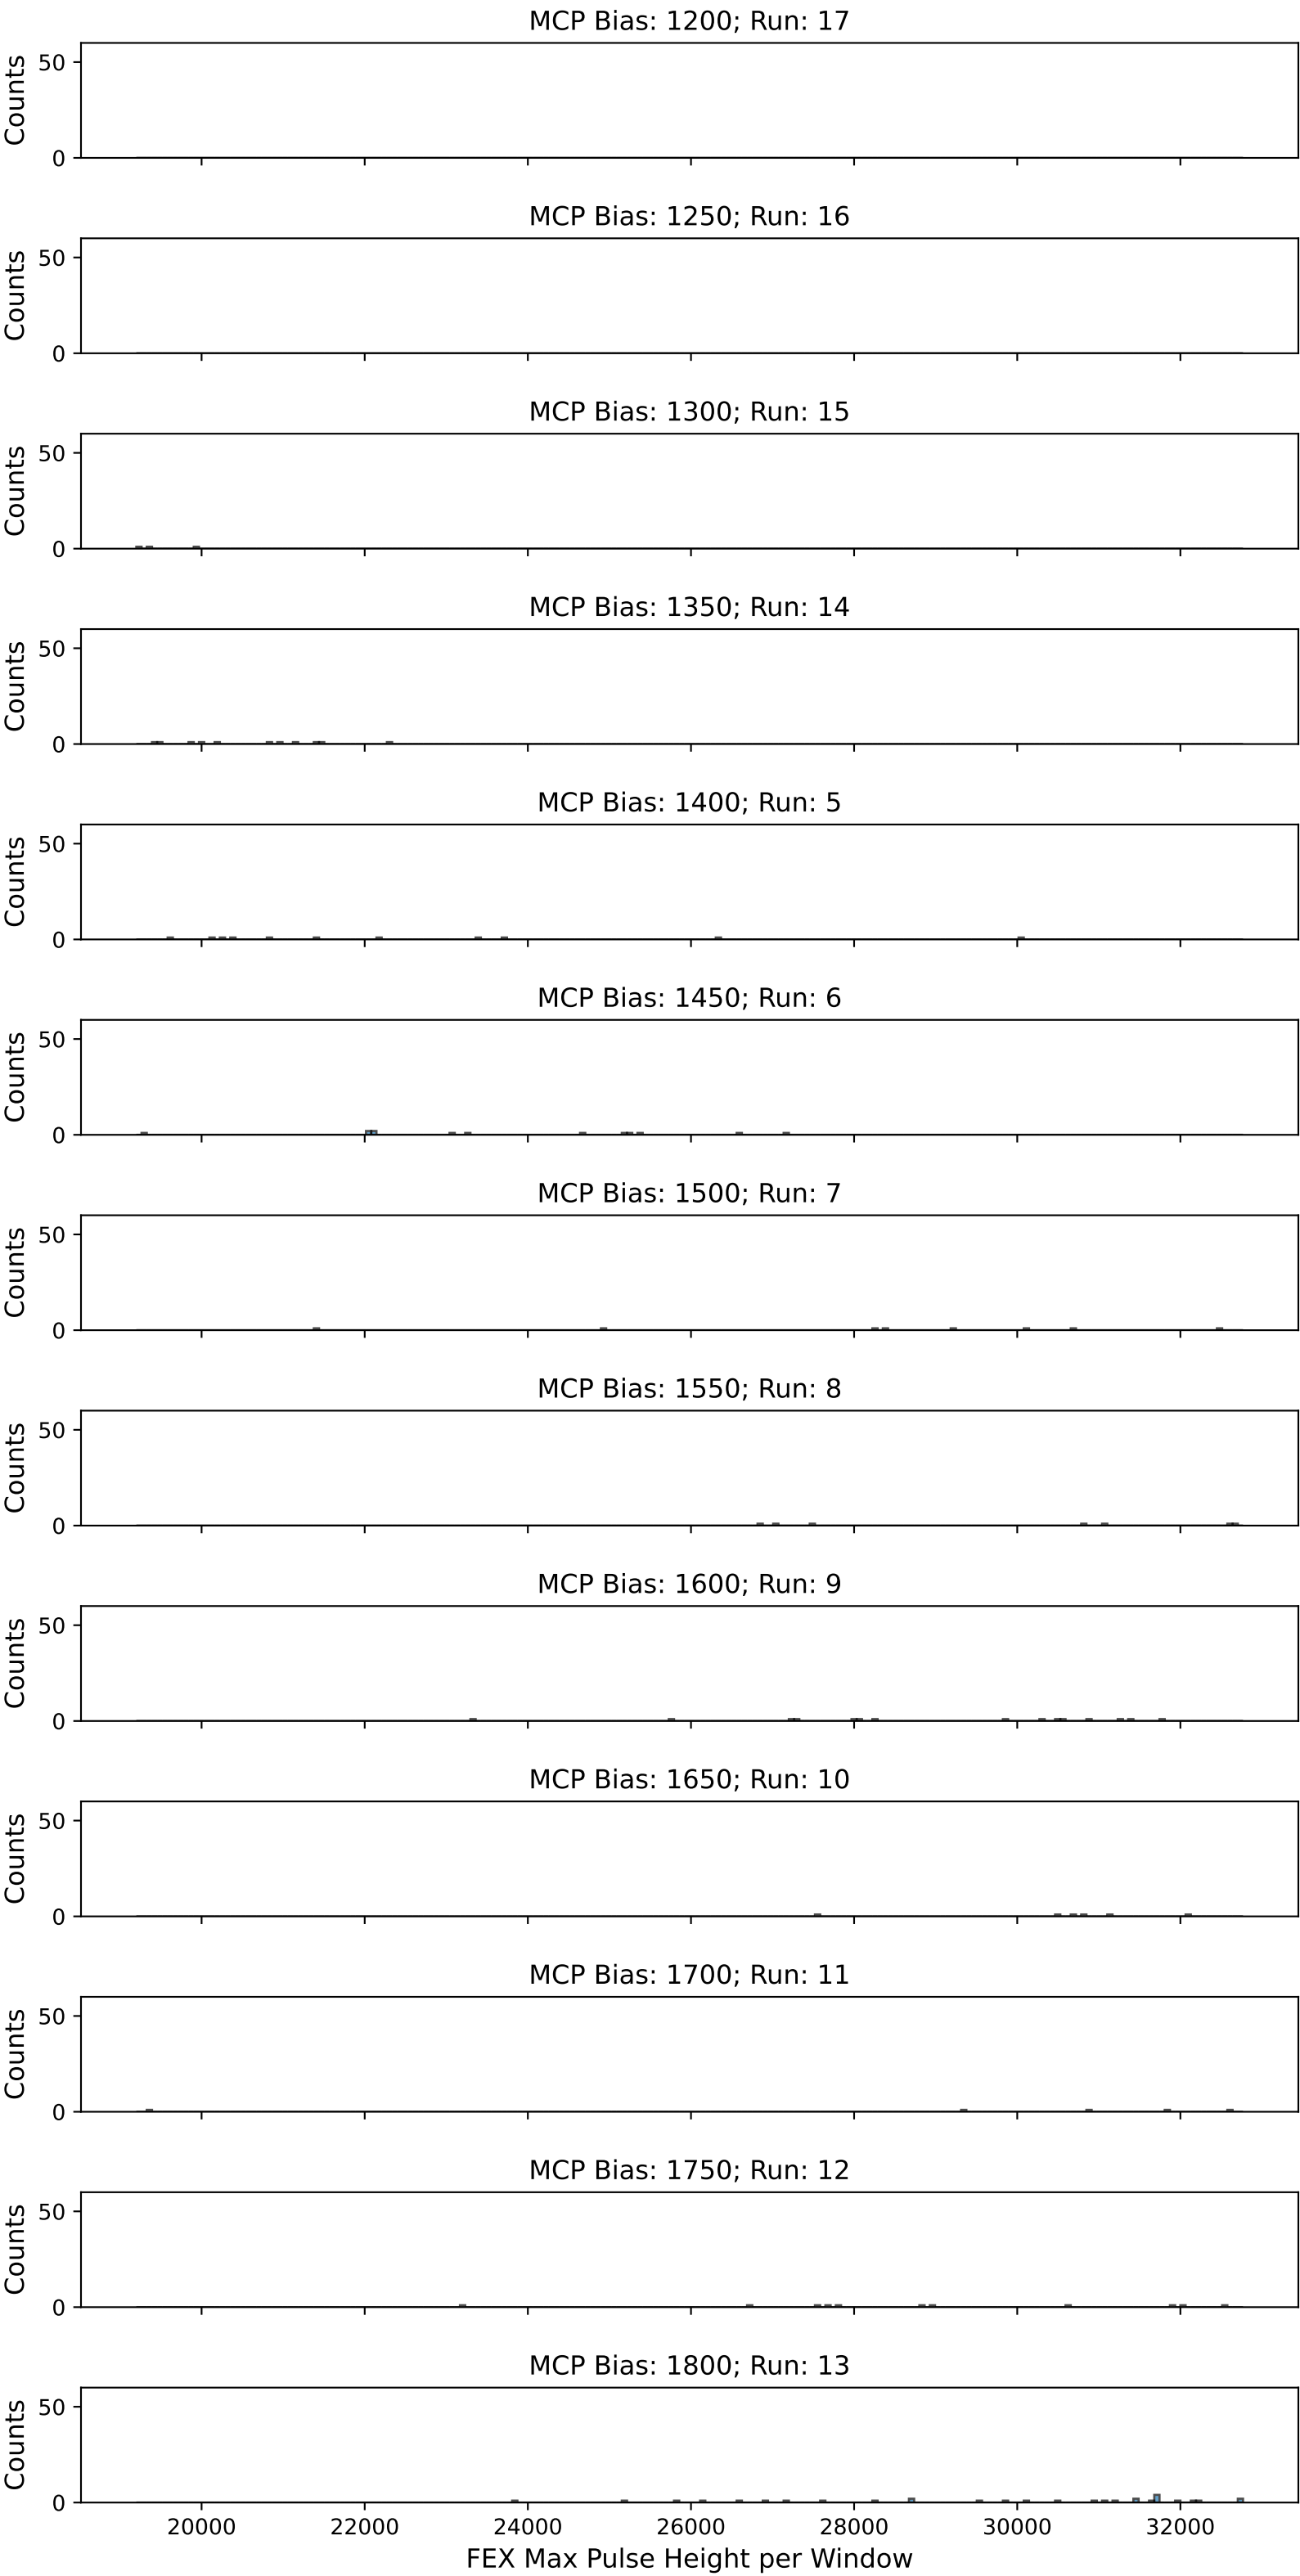 MCP Bias: 1200; Run: 17
50
Counts
0
MCP Bias: 1250; Run: 16
50
Counts
0
MCP Bias: 1300; Run: 15
50
Counts
0
MCP Bias: 1350; Run: 14
50
Counts
0
MCP Bias: 1400; Run: 5
50
Counts
0
MCP Bias: 1450; Run: 6
50
Counts
0
MCP Bias: 1500; Run: 7
50
Counts
0
MCP Bias: 1550; Run: 8
50
Counts
0
MCP Bias: 1600; Run: 9
50
Counts
0
MCP Bias: 1650; Run: 10
50
Counts
0
MCP Bias: 1700; Run: 11
50
Counts
0
MCP Bias: 1750; Run: 12
50
Counts
0
MCP Bias: 1800; Run: 13
50
Counts
0
20000 22000 24000 26000 28000 30000 32000
FEX Max Pulse Height per Window